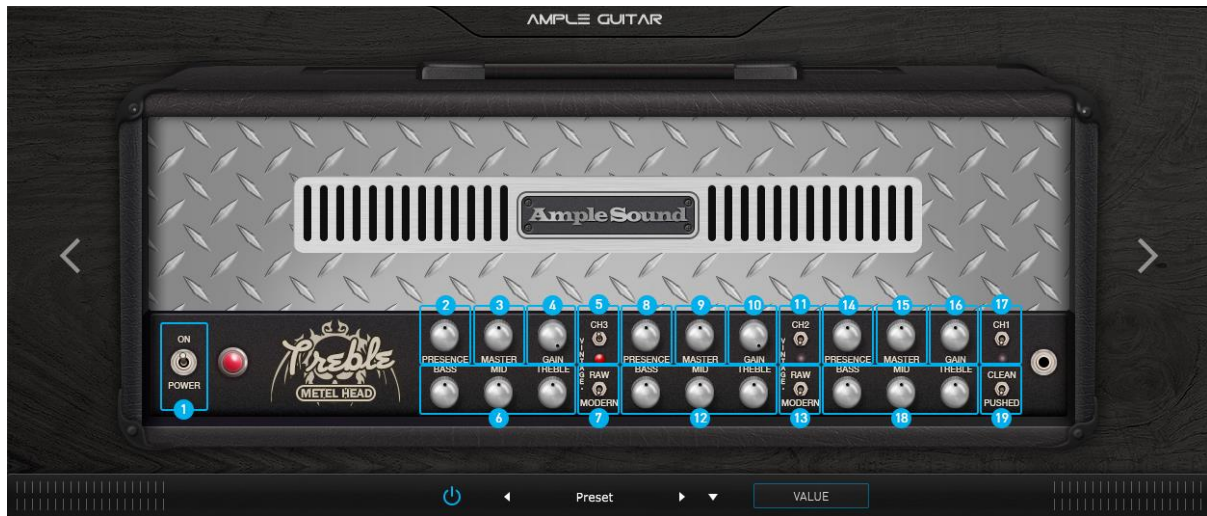 AMPLE GUITAR
Ample Sound
2 3 4 5 8 9 10 11 14 15 16 17
ON CH3 CH2 CH1
PRESENCE MASTER GAIN VINTAGE PRESENCE MASTER GAIN VINTAGE PRESENCE MASTER GAIN
Treble
METEL HEAD
POWER
BASS MID TREBLE RAW BASS MID TREBLE RAW BASS MID TREBLE CLEAN
MODERN MODERN PUSHED
1 6 7 12 13 18 19
Preset VALUE